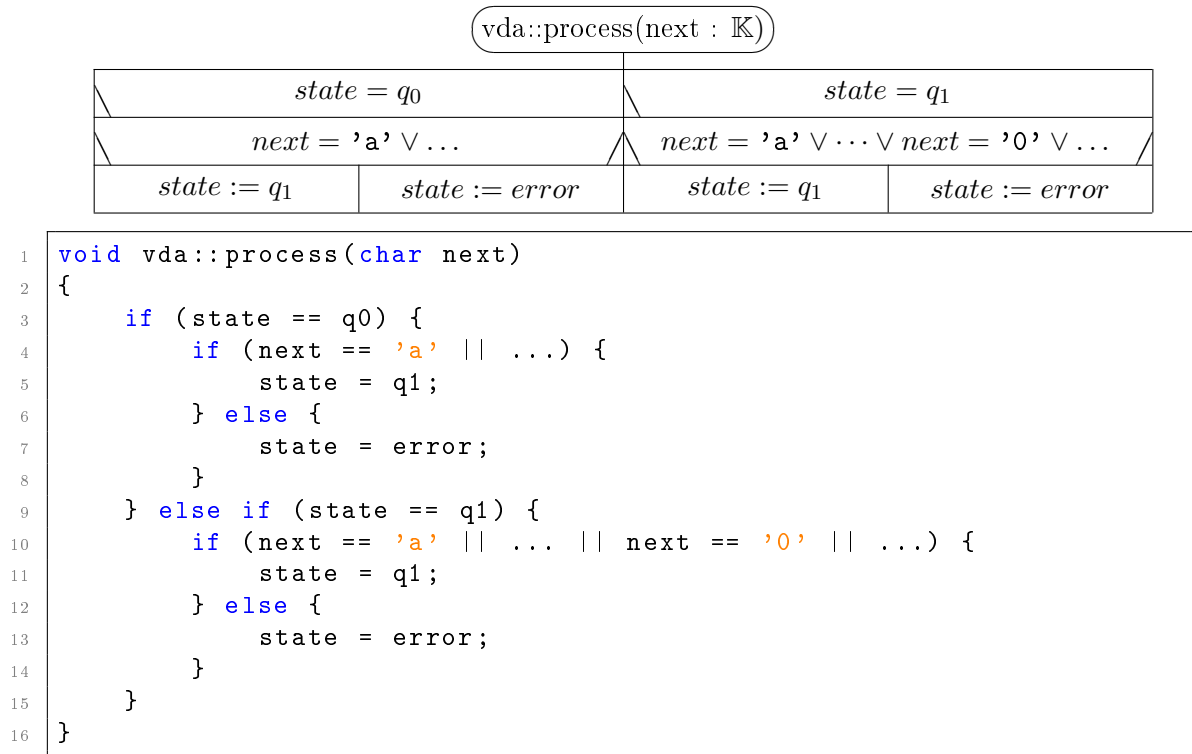 vda::process(next : 𝕂)
state = q₀ state = q₁
next = 'a' ∨ ... next = 'a' ∨ ··· ∨ next = '0' ∨ ...
state := q₁ state := error state := q₁ state := error
1 void vda::process(char next)
2 {
3     if (state == q0) {
4         if (next == 'a' || ...) {
5             state = q1;
6         } else {
7             state = error;
8         }
9     } else if (state == q1) {
10         if (next == 'a' || ... || next == '0' || ...) {
11             state = q1;
12         } else {
13             state = error;
14         }
15     }
16 }